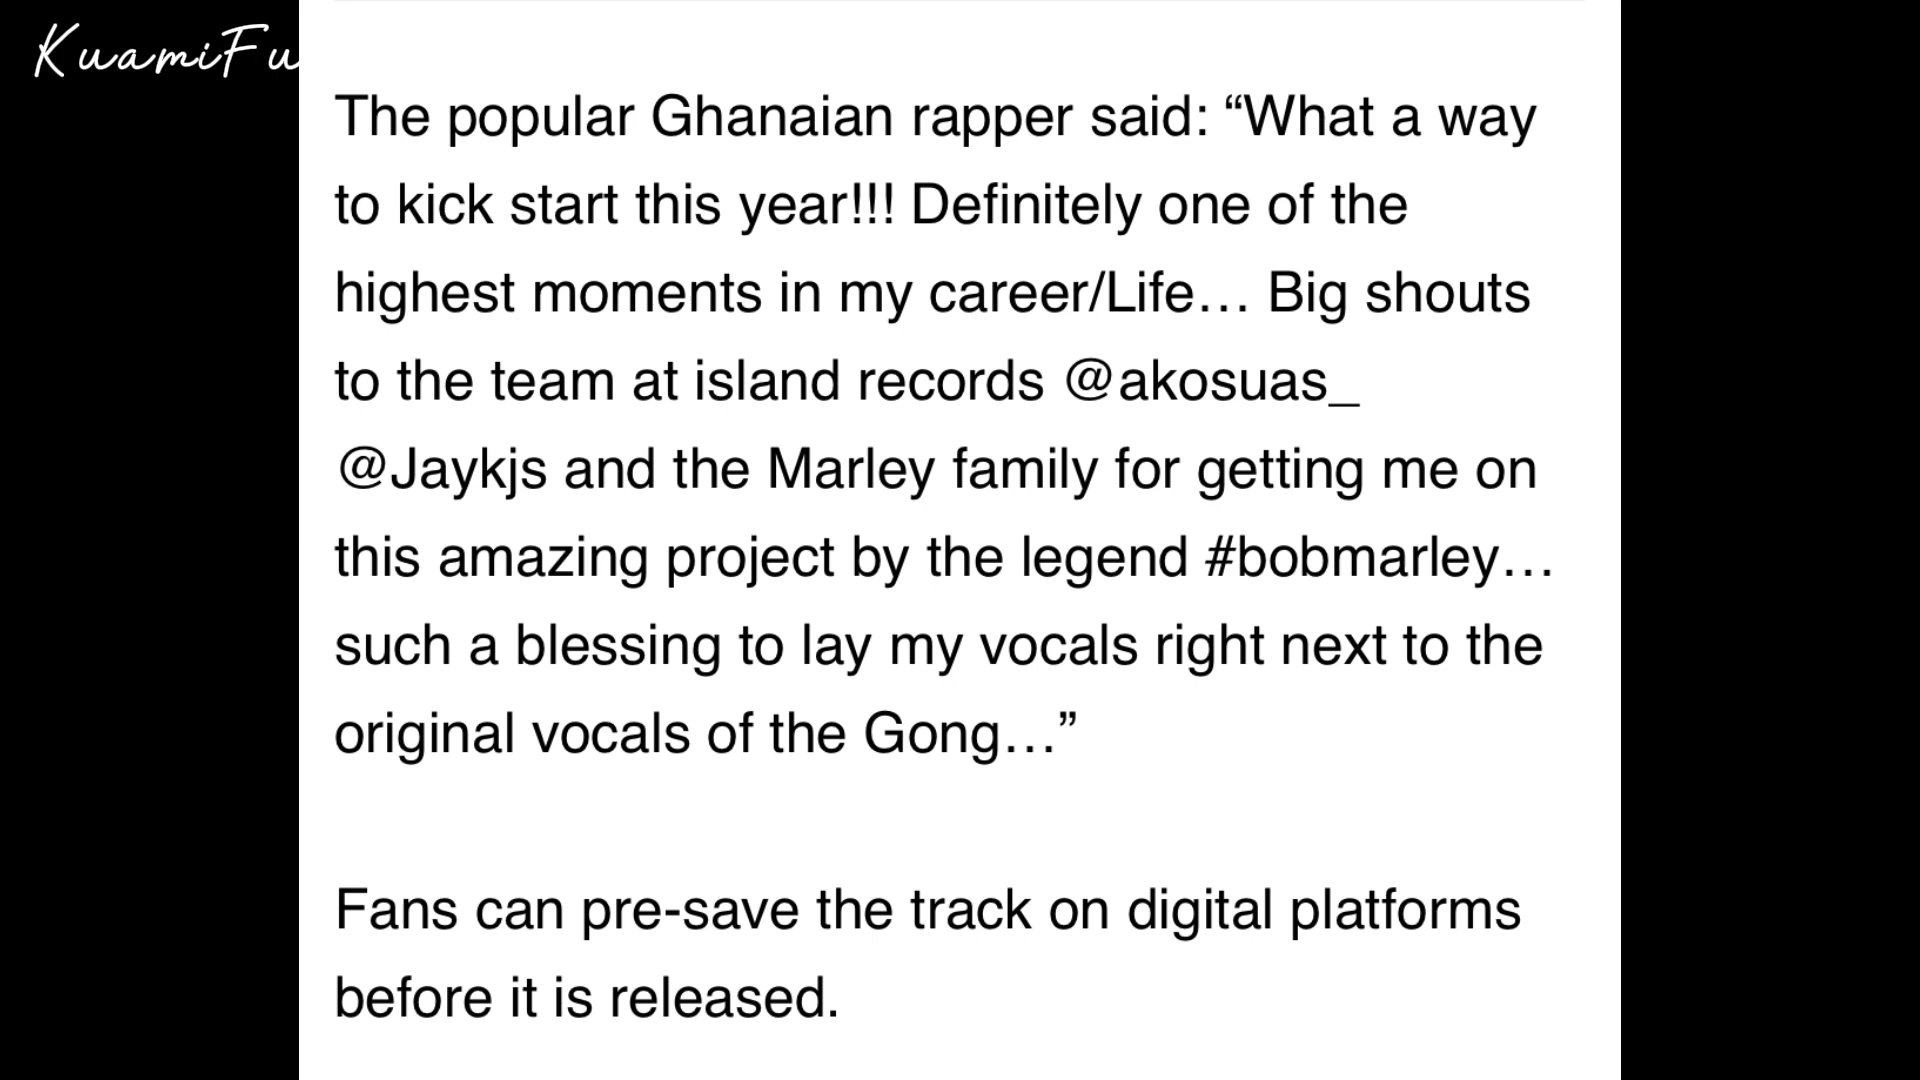 KuamiFu
The popular Ghanaian rapper said: “What a way
to kick start this year!!! Definitely one of the
highest moments in my career/Life… Big shouts
to the team at island records @akosuas_
@Jaykjs and the Marley family for getting me on
this amazing project by the legend #bobmarley…
such a blessing to lay my vocals right next to the
original vocals of the Gong…”
Fans can pre-save the track on digital platforms
before it is released.